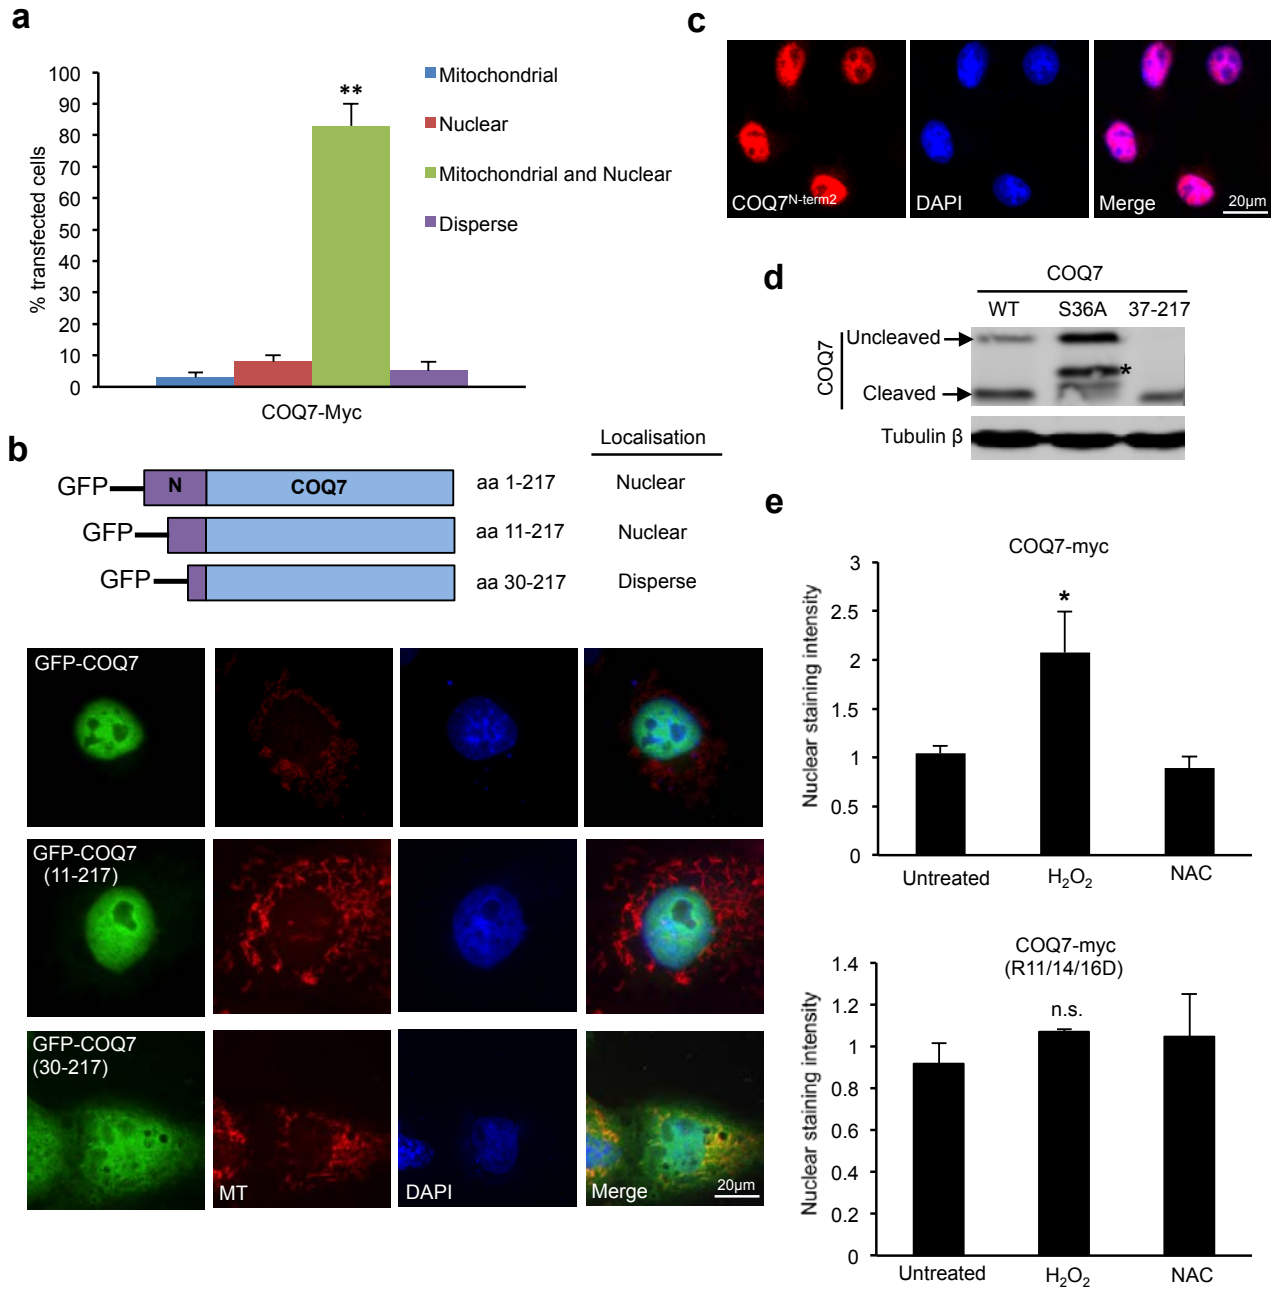 a
100
90
80
70
60
50
40
30
20
10
0
% transfected cells
**
Mitochondrial
Nuclear
Mitochondrial and Nuclear
Disperse
COQ7-Myc
b
Localisation
GFP N COQ7 aa 1-217 Nuclear
GFP aa 11-217 Nuclear
GFP aa 30-217 Disperse
GFP-COQ7
GFP-COQ7
(11-217)
GFP-COQ7
(30-217)
MT
DAPI
Merge
20µm
c
COQ7N-term2
DAPI
Merge
20µm
d
COQ7
WT S36A 37-217
COQ7
Uncleaved
*
Cleaved
Tubulin β
e
COQ7-myc
3
2.5
2
1.5
1
0.5
0
Nuclear staining intensity
*
Untreated H2O2 NAC
COQ7-myc
(R11/14/16D)
1.4
1.2
1
0.8
0.6
0.4
0.2
0
Nuclear staining intensity
n.s.
Untreated H2O2 NAC